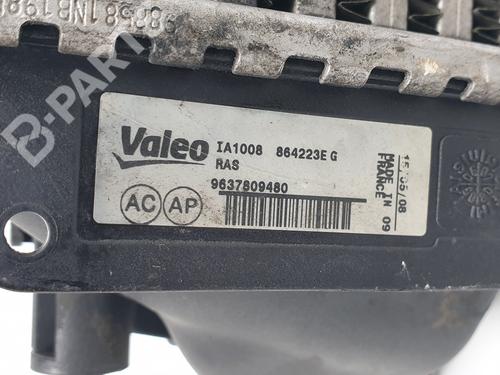 B-PARTS
Valeo
IA1008 864223E G
RAS
9637809480
AC AP
15/05/08
MADE IN
FRANCE 09